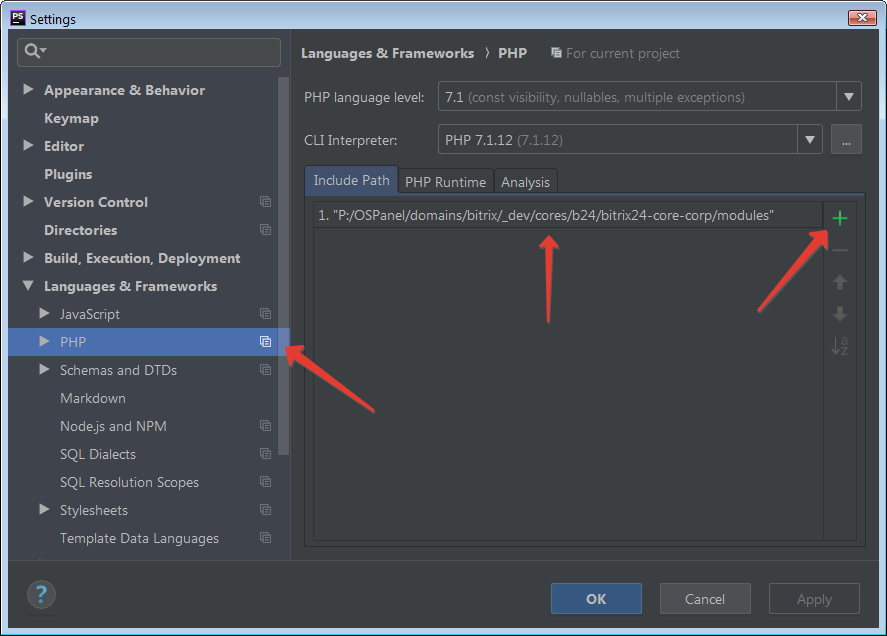 PS Settings
Appearance & Behavior
Keymap
Editor
Plugins
Version Control
Directories
Build, Execution, Deployment
Languages & Frameworks
JavaScript
PHP
Schemas and DTDs
Markdown
Node.js and NPM
SQL Dialects
SQL Resolution Scopes
Stylesheets
Template Data Languages
Languages & Frameworks › PHP For current project
PHP language level: 7.1 (const visibility, nullables, multiple exceptions)
CLI Interpreter: PHP 7.1.12 (7.1.12) ...
Include Path PHP Runtime Analysis
1. "P:/OSPanel/domains/bitrix/_dev/cores/b24/bitrix24-core-corp/modules"
a
z
? OK Cancel Apply